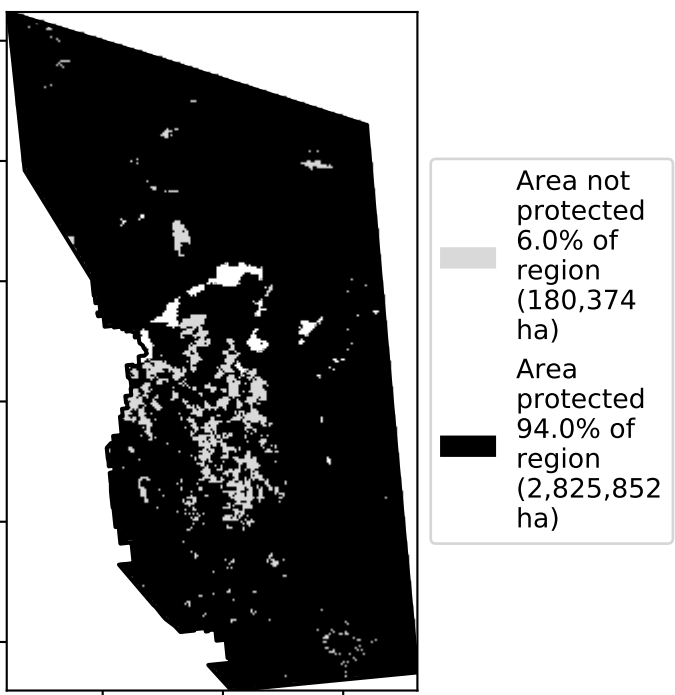 Area not
protected
6.0% of
region
(180,374
ha)
Area
protected
94.0% of
region
(2,825,852
ha)